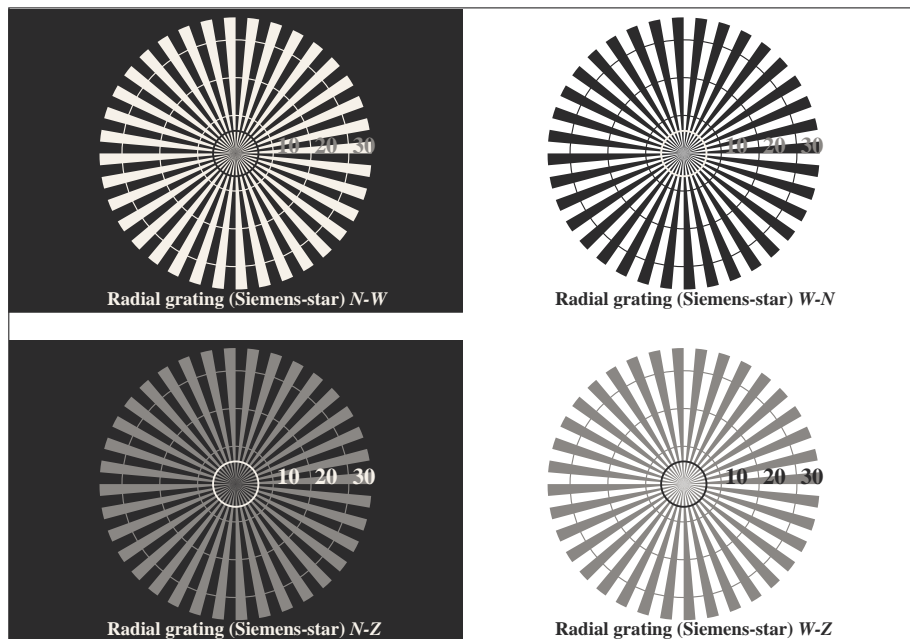 10 20 30
Radial grating (Siemens-star) N-W
10 20 30
Radial grating (Siemens-star) W-N
10 20 30
Radial grating (Siemens-star) N-Z
10 20 30
Radial grating (Siemens-star) W-Z